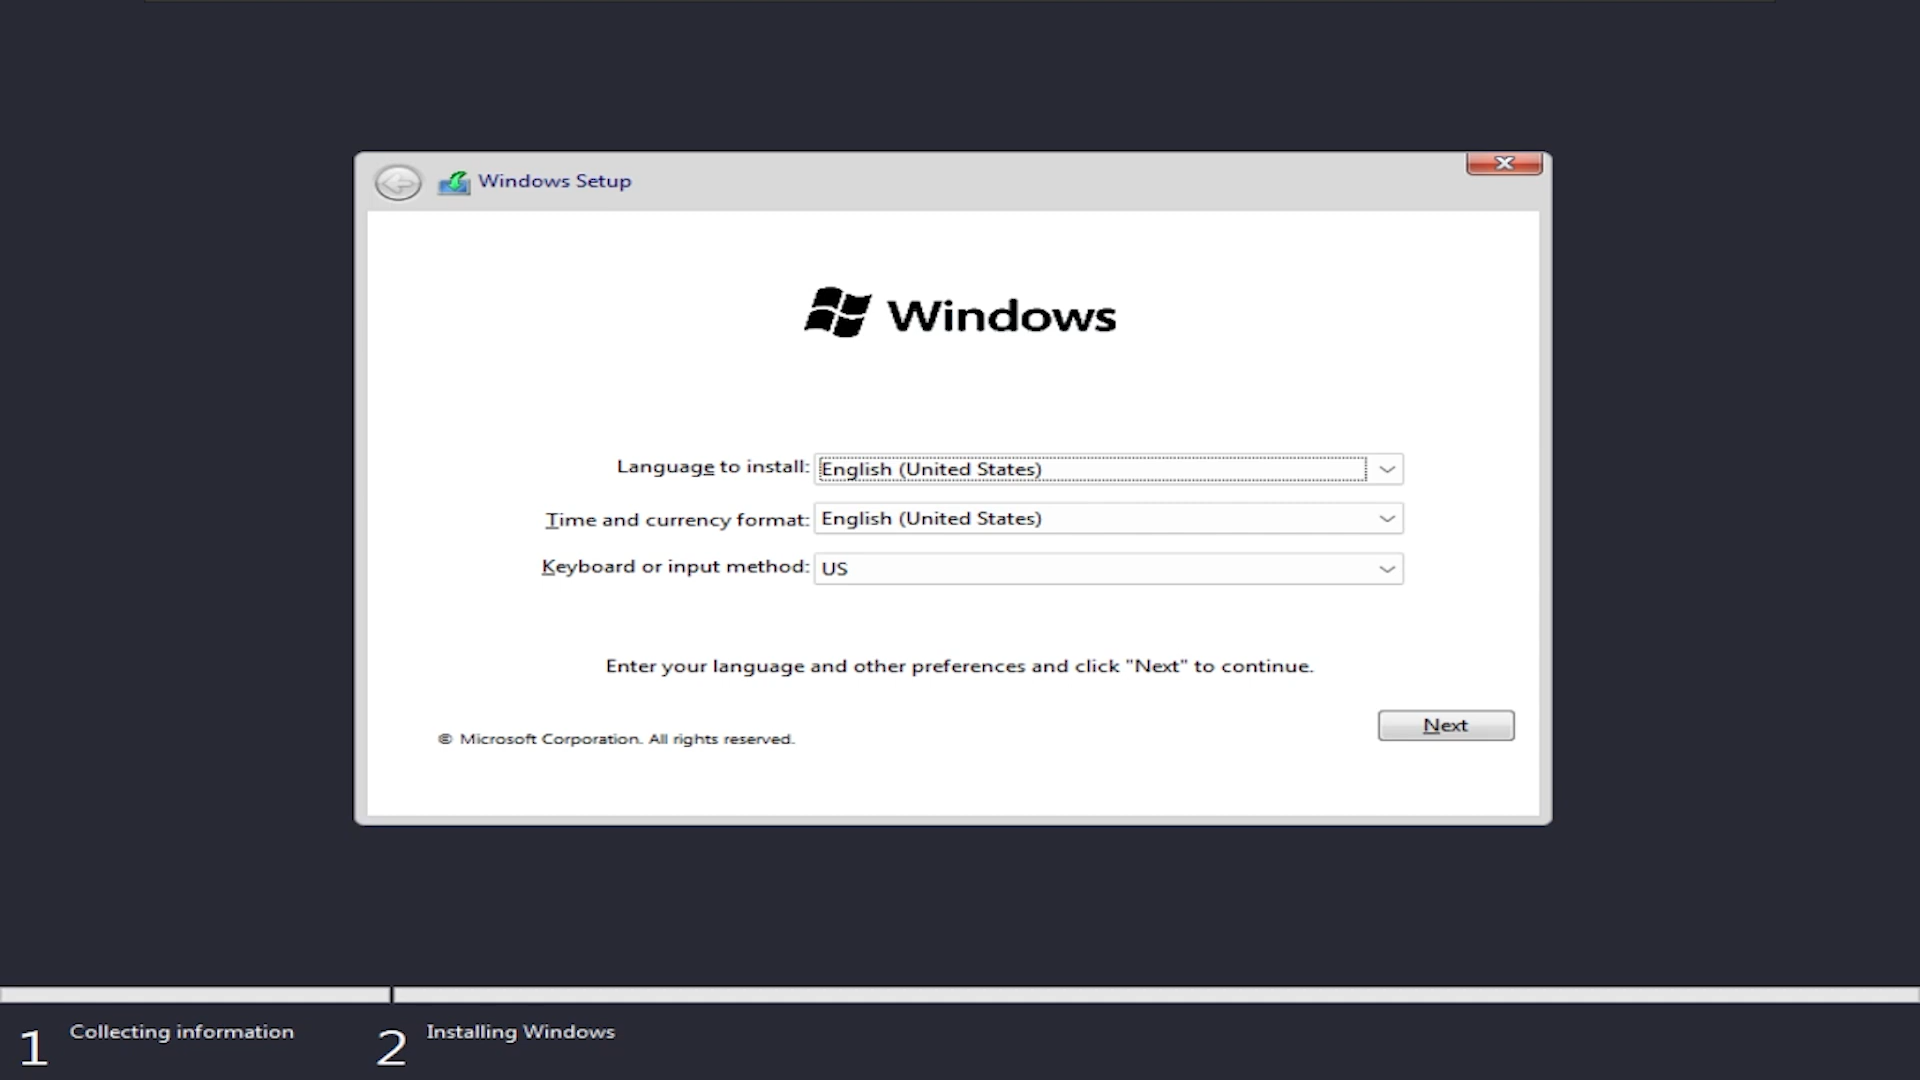 Windows Setup
Windows
Language to install: English (United States)
Time and currency format: English (United States)
Keyboard or input method: US
Enter your language and other preferences and click "Next" to continue.
© Microsoft Corporation. All rights reserved.
Next
1 Collecting information
2 Installing Windows